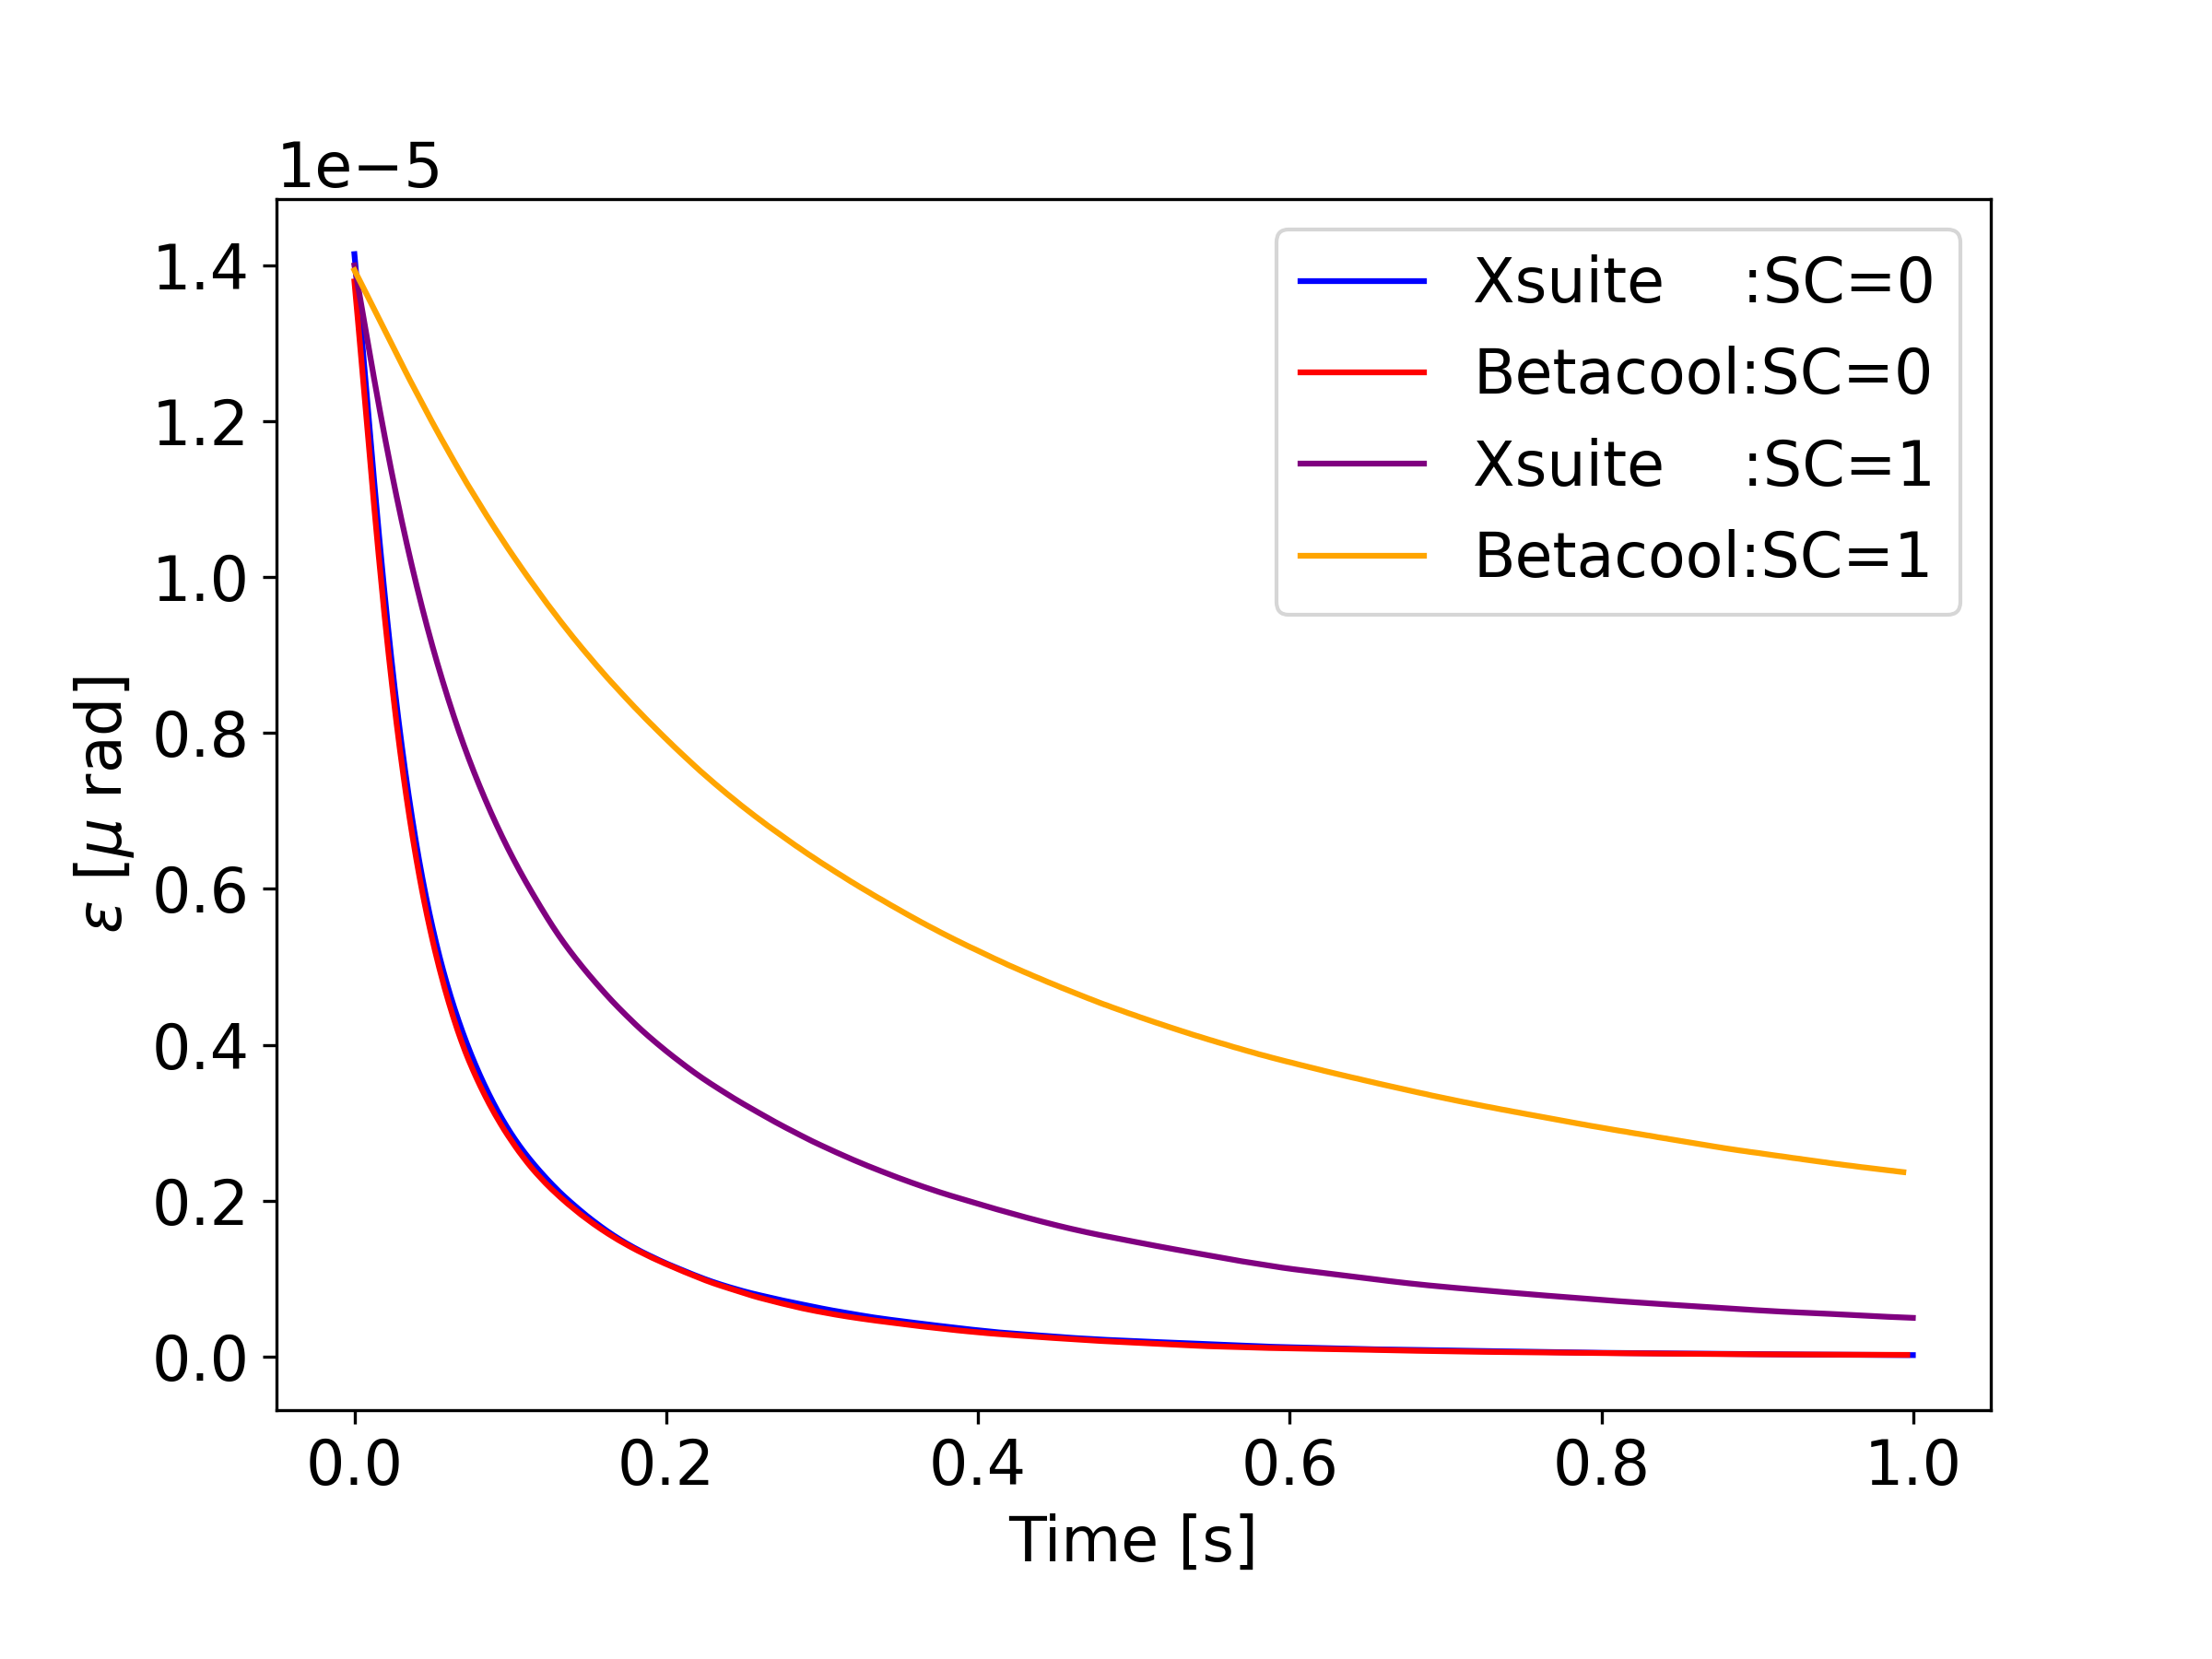 1e−5
1.4
1.2
1.0
0.8
0.6
0.4
0.2
0.0
ε [μ rad]
Xsuite    :SC=0
Betacool:SC=0
Xsuite    :SC=1
Betacool:SC=1
0.0 0.2 0.4 0.6 0.8 1.0
Time [s]